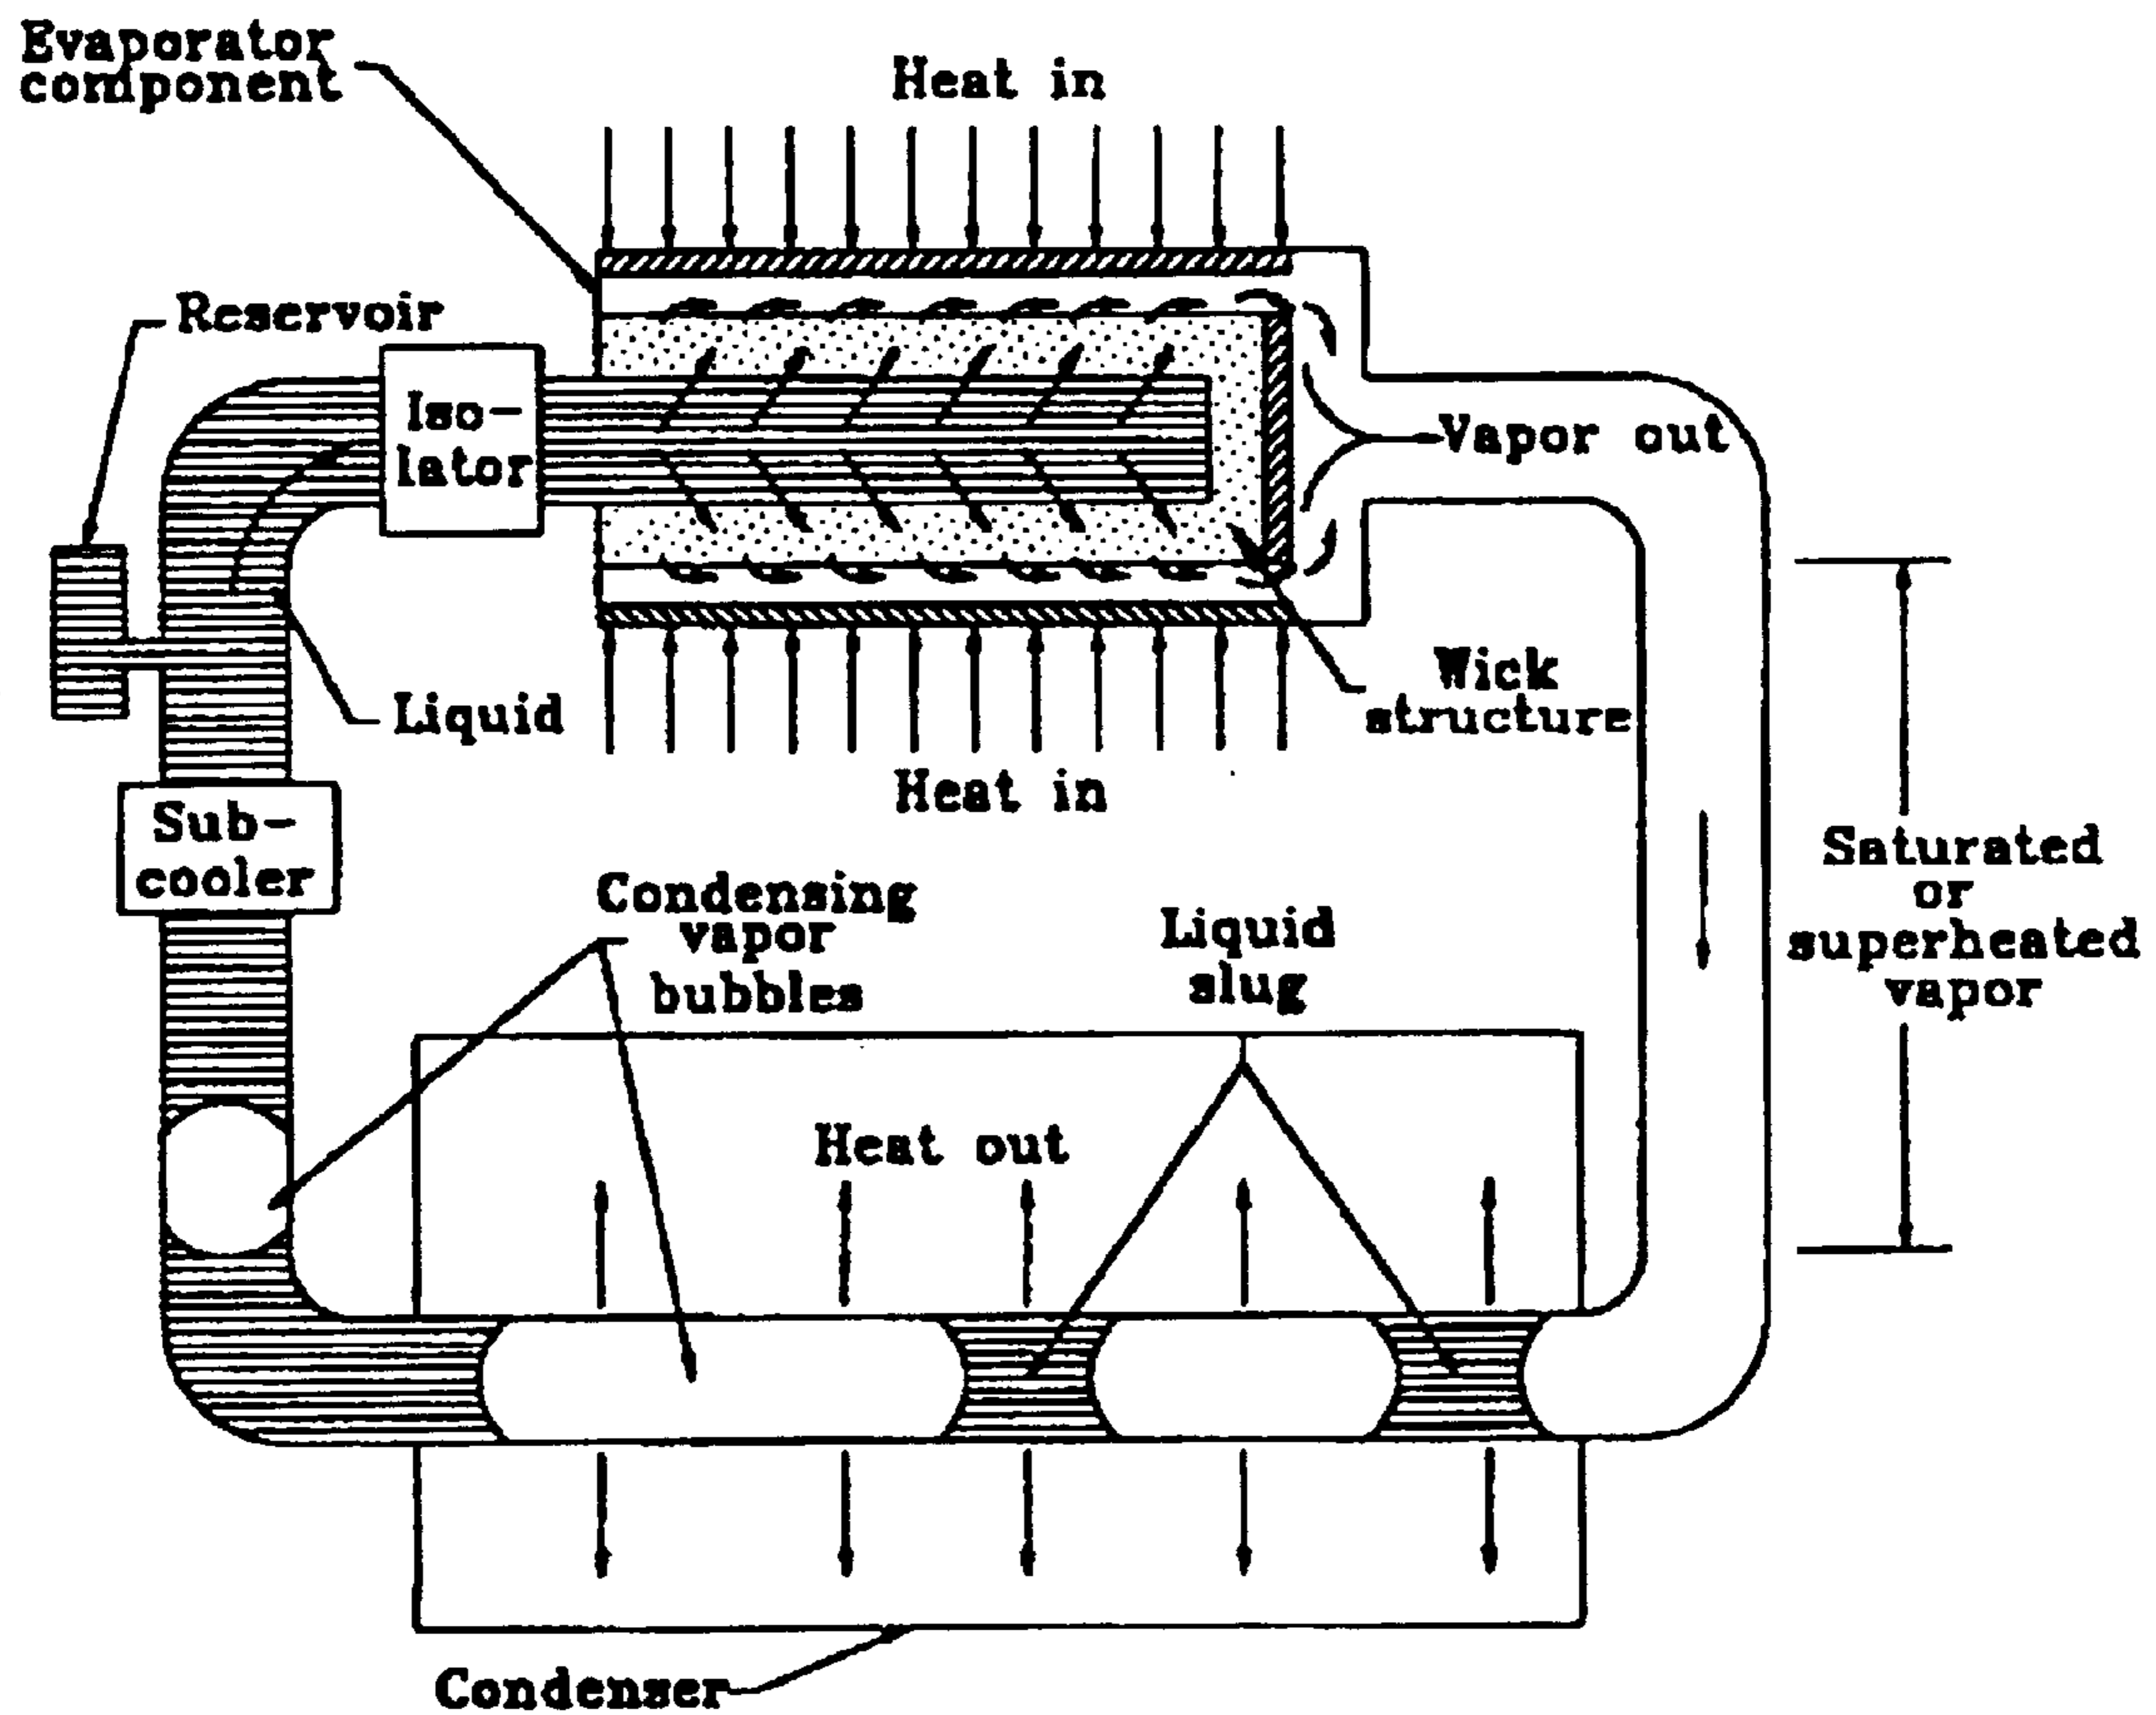 Evaporator
component
Heat in
Reservoir
Iso-
lator
Vapor out
Wick
structure
Liquid
Heat in
Sub-
cooler
Saturated
or
superheated
vapor
Condensing
vapor
bubbles
Liquid
slug
Heat out
Condenser